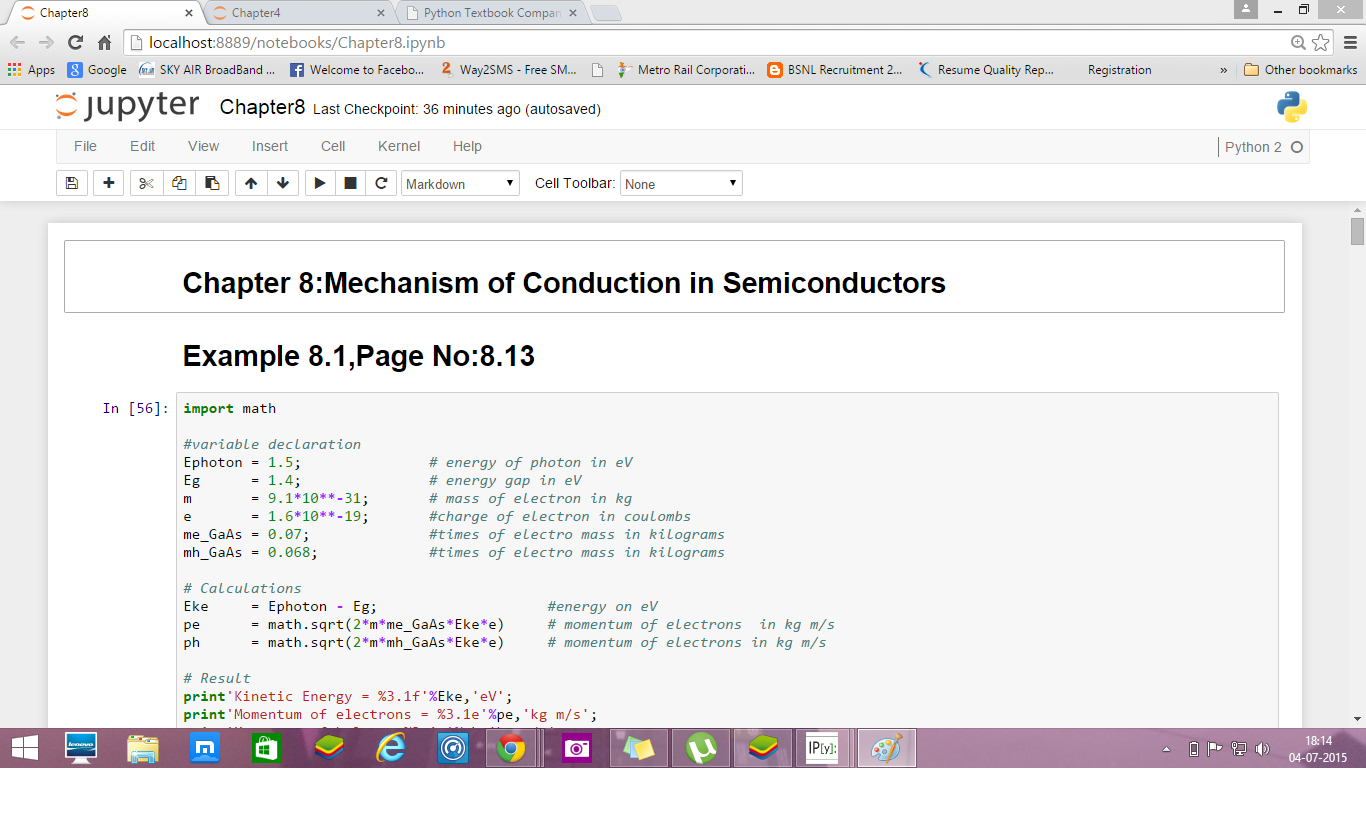 Chapter8
Chapter4
Python Textbook Compan
localhost:8889/notebooks/Chapter8.ipynb
Apps
Google
SKY AIR BroadBand ...
Welcome to Facebo...
Way2SMS - Free SM...
Metro Rail Corporati...
BSNL Recruitment 2...
Resume Quality Rep...
Registration
»
Other bookmarks
jupyter Chapter8 Last Checkpoint: 36 minutes ago (autosaved)
File Edit View Insert Cell Kernel Help
Python 2
Markdown
Cell Toolbar: None
Chapter 8:Mechanism of Conduction in Semiconductors
Example 8.1,Page No:8.13
In [56]: import math
#variable declaration
Ephoton = 1.5; # energy of photon in eV
Eg = 1.4; # energy gap in eV
m = 9.1*10**-31; # mass of electron in kg
e = 1.6*10**-19; #charge of electron in coulombs
me_GaAs = 0.07; #times of electro mass in kilograms
mh_GaAs = 0.068; #times of electro mass in kilograms
# Calculations
Eke = Ephoton - Eg; #energy on eV
pe = math.sqrt(2*m*me_GaAs*Eke*e) # momentum of electrons  in kg m/s
ph = math.sqrt(2*m*mh_GaAs*Eke*e) # momentum of electrons in kg m/s
# Result
print'Kinetic Energy = %3.1f'%Eke,'eV';
print'Momentum of electrons = %3.1e'%pe,'kg m/s';
lenovo
IP[y]:
18:14
04-07-2015